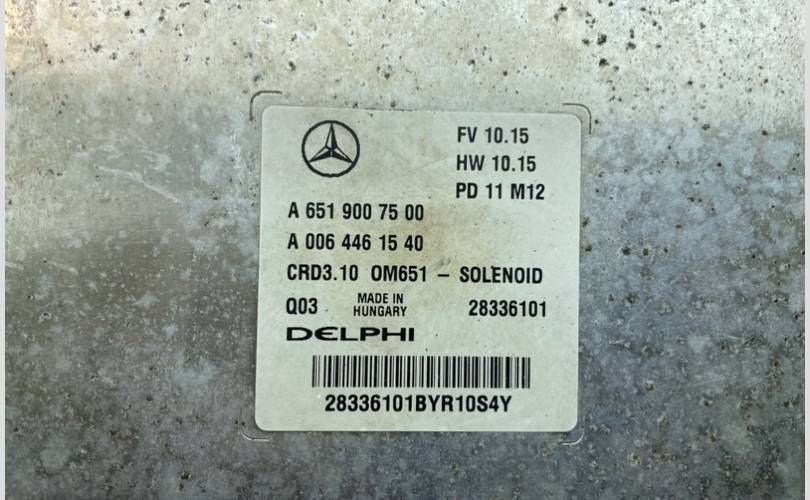 FV 10.15
HW 10.15
PD 11 M12
A 651 900 75 00
A 006 446 15 40
CRD3.10 OM651 – SOLENOID
Q03 MADE IN HUNGARY 28336101
DELPHI
28336101BYR10S4Y